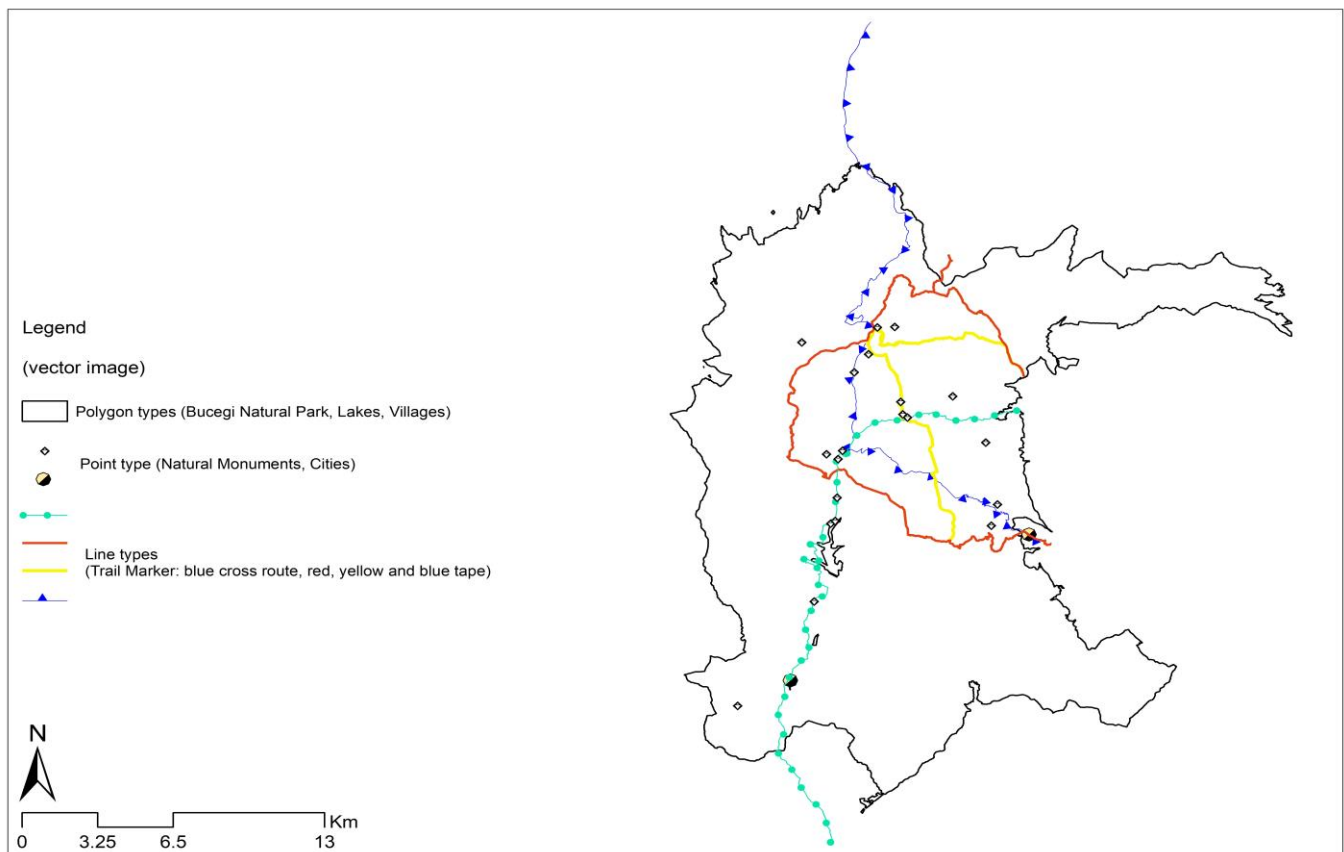 Legend
(vector image)
Polygon types (Bucegi Natural Park, Lakes, Villages)
Point type (Natural Monuments, Cities)
Line types
(Trail Marker: blue cross route, red, yellow and blue tape)
N
Km
0 3.25 6.5 13